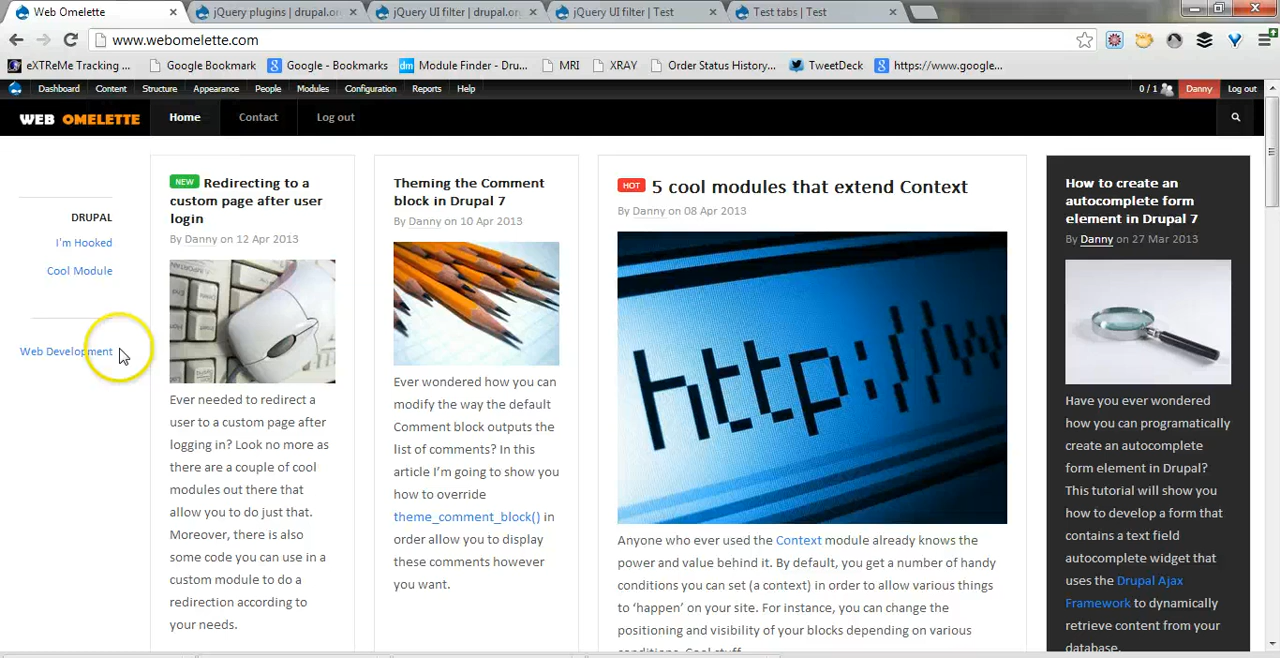 Web Omelette
jQuery plugins | drupal.or
jQuery UI filter | drupal.or
jQuery UI filter | Test
Test tabs | Test
www.webomelette.com
eXTReMe Tracking ...
Google Bookmark
Google - Bookmarks
dm Module Finder - Dru...
MRI
XRAY
Order Status History...
TweetDeck
https://www.google...
Dashboard Content Structure Appearance People Modules Configuration Reports Help
0 / 1 Danny Log out
WEB OMELETTE
Home
Contact
Log out
DRUPAL
I'm Hooked
Cool Module
Web Development
NEW Redirecting to a
custom page after user
login
By Danny on 12 Apr 2013
Ever needed to redirect a
user to a custom page after
logging in? Look no more as
there are a couple of cool
modules out there that
allow you to do just that.
Moreover, there is also
some code you can use in a
custom module to do a
redirection according to
your needs.
Theming the Comment
block in Drupal 7
By Danny on 10 Apr 2013
Ever wondered how you can
modify the way the default
Comment block outputs the
list of comments? In this
article I'm going to show you
how to override
theme_comment_block() in
order allow you to display
these comments however
you want.
HOT 5 cool modules that extend Context
By Danny on 08 Apr 2013
http://w
Anyone who ever used the Context module already knows the
power and value behind it. By default, you get a number of handy
conditions you can set (a context) in order to allow various things
to 'happen' on your site. For instance, you can change the
positioning and visibility of your blocks depending on various
conditions. Cool stuff
How to create an
autocomplete form
element in Drupal 7
By Danny on 27 Mar 2013
Have you ever wondered
how you can programatically
create an autocomplete
form element in Drupal?
This tutorial will show you
how to develop a form that
contains a text field
autocomplete widget that
uses the Drupal Ajax
Framework to dynamically
retrieve content from your
database.